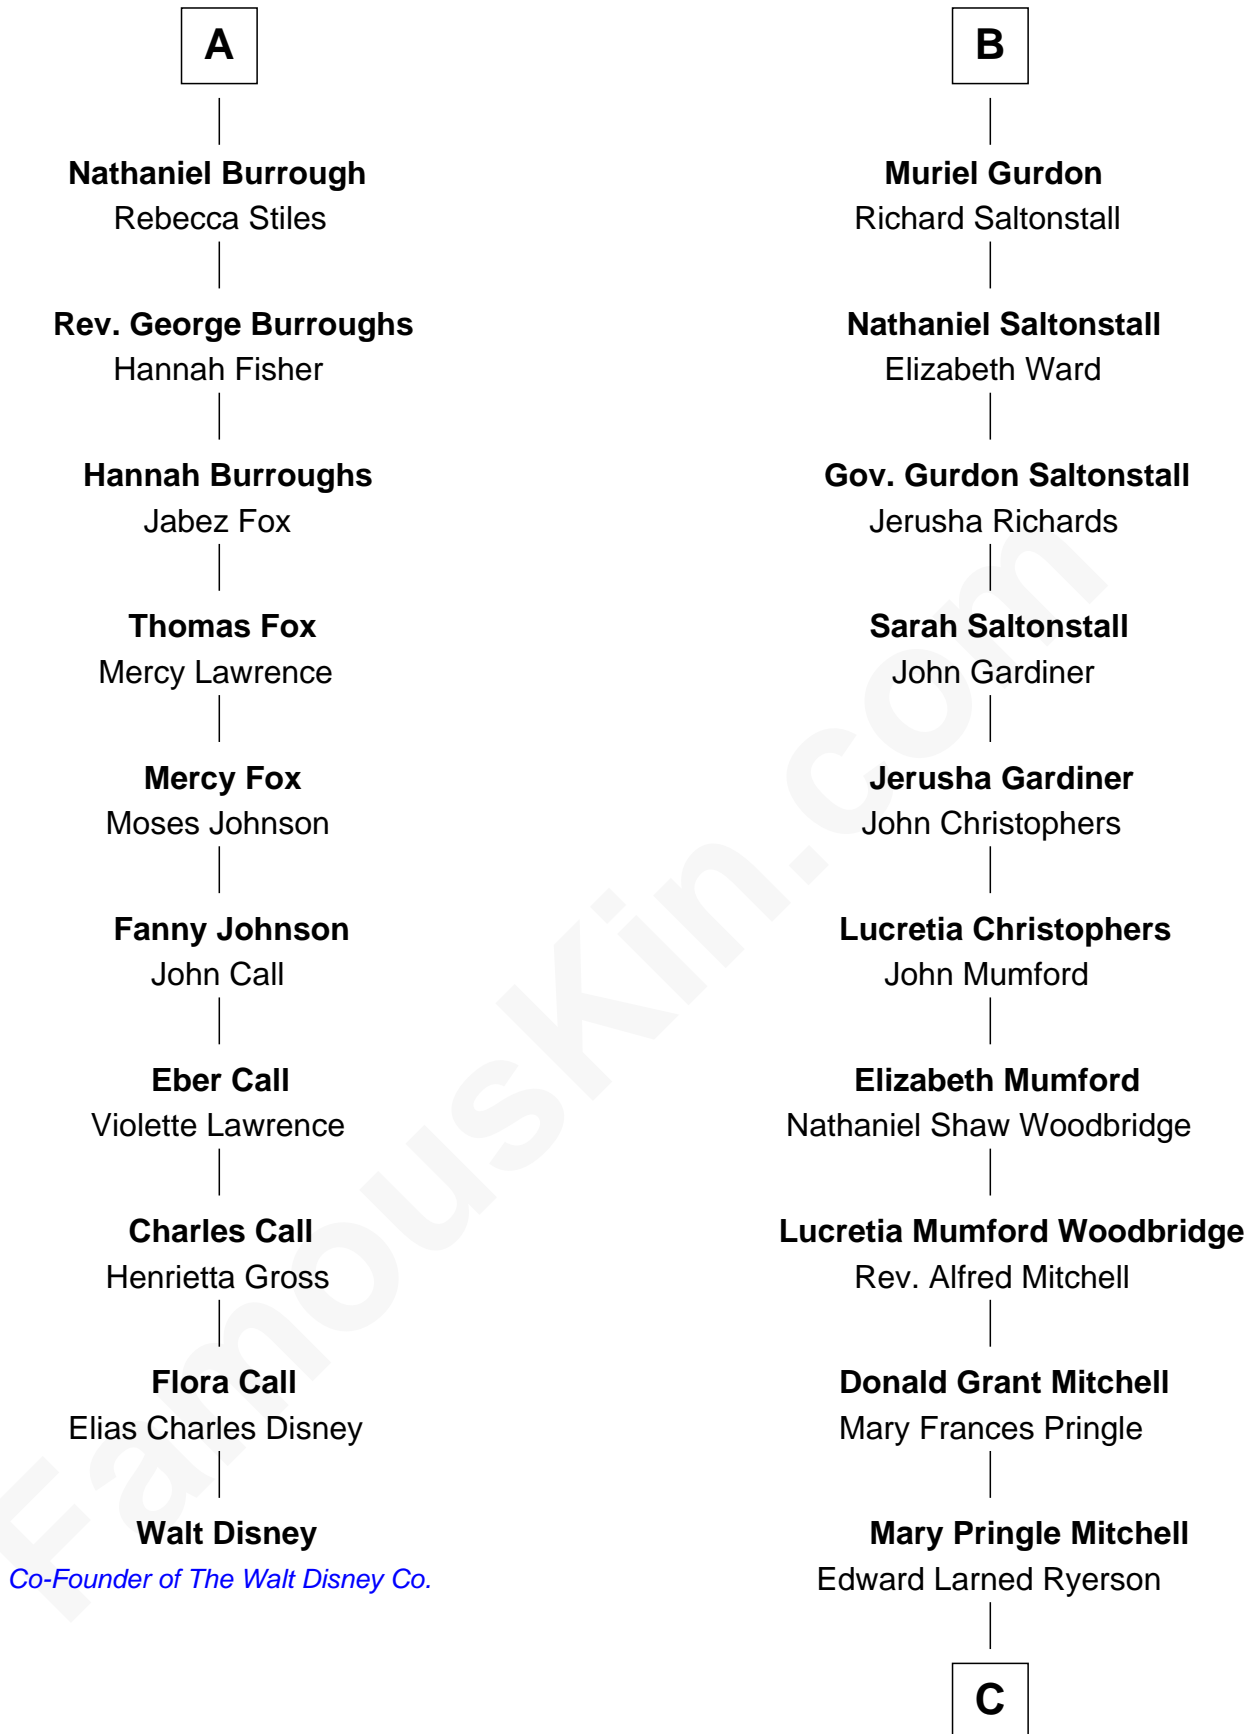 A
Nathaniel Burrough
Rebecca Stiles
Rev. George Burroughs
Hannah Fisher
Hannah Burroughs
Jabez Fox
Thomas Fox
Mercy Lawrence
Mercy Fox
Moses Johnson
Fanny Johnson
John Call
Eber Call
Violette Lawrence
Charles Call
Henrietta Gross
Flora Call
Elias Charles Disney
Walt Disney
Co-Founder of The Walt Disney Co.
B
Muriel Gurdon
Richard Saltonstall
Nathaniel Saltonstall
Elizabeth Ward
Gov. Gurdon Saltonstall
Jerusha Richards
Sarah Saltonstall
John Gardiner
Jerusha Gardiner
John Christophers
Lucretia Christophers
John Mumford
Elizabeth Mumford
Nathaniel Shaw Woodbridge
Lucretia Mumford Woodbridge
Rev. Alfred Mitchell
Donald Grant Mitchell
Mary Frances Pringle
Mary Pringle Mitchell
Edward Larned Ryerson
C
FamousKin.com